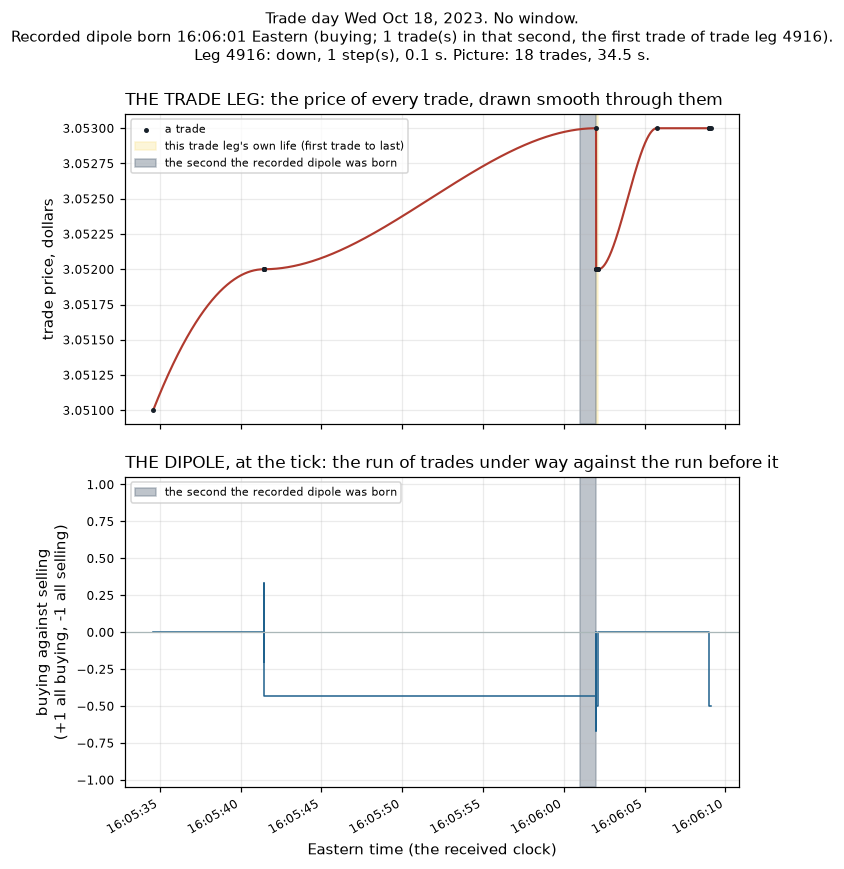 Trade day Wed Oct 18, 2023. No window.
Recorded dipole born 16:06:01 Eastern (buying; 1 trade(s) in that second, the first trade of trade leg 4916).
Leg 4916: down, 1 step(s), 0.1 s. Picture: 18 trades, 34.5 s.
THE TRADE LEG: the price of every trade, drawn smooth through them
a trade
this trade leg's own life (first trade to last)
the second the recorded dipole was born
trade price, dollars
3.05300
3.05275
3.05250
3.05225
3.05200
3.05175
3.05150
3.05125
3.05100
THE DIPOLE, at the tick: the run of trades under way against the run before it
the second the recorded dipole was born
buying against selling
(+1 all buying, -1 all selling)
1.00
0.75
0.50
0.25
0.00
−0.25
−0.50
−0.75
−1.00
16:05:35
16:05:40
16:05:45
16:05:50
16:05:55
16:06:00
16:06:05
16:06:10
Eastern time (the received clock)